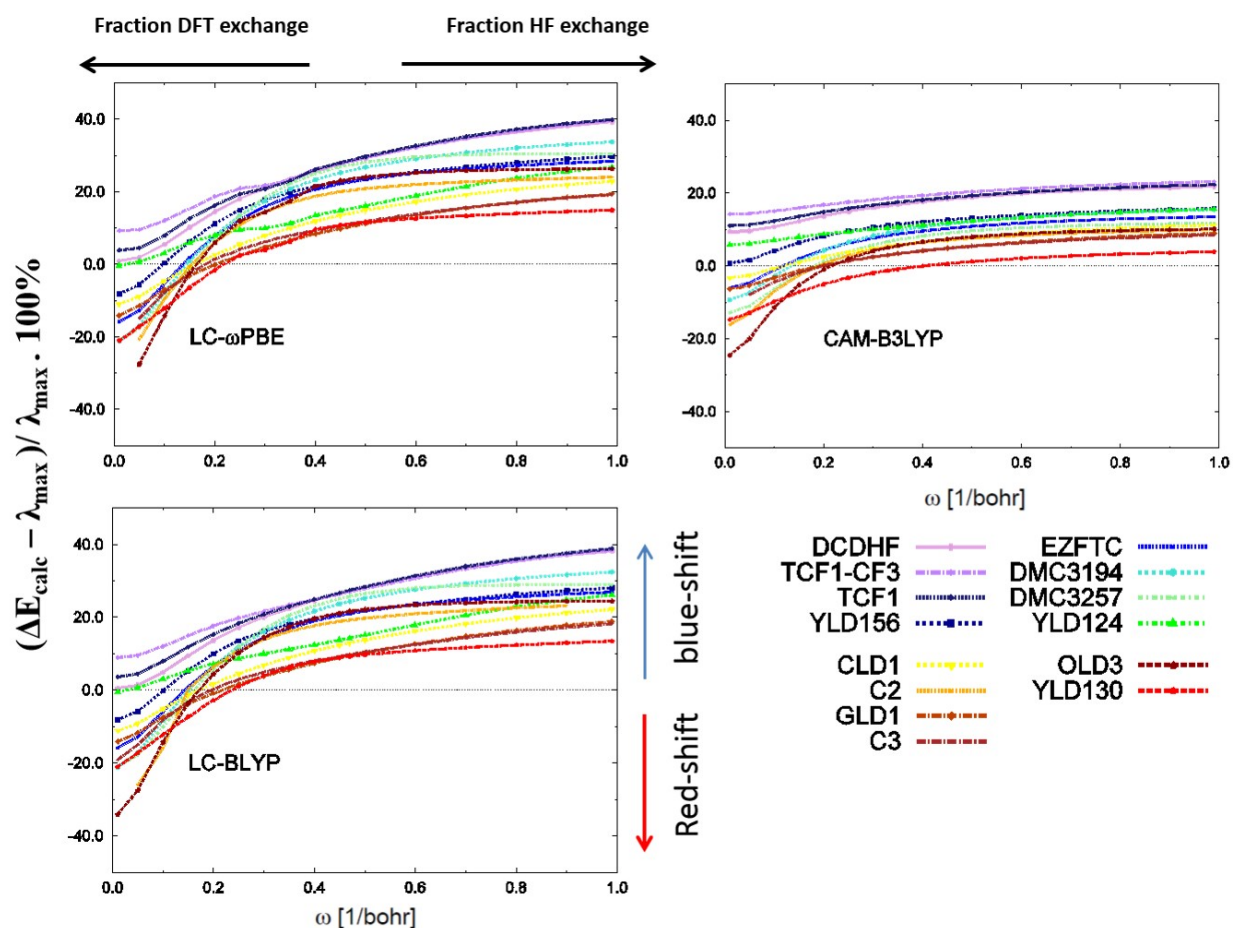 Fraction DFT exchange
Fraction HF exchange
(ΔEcalc – λmax)/ λmax · 100%
40.0
20.0
0.0
-20.0
-40.0
LC-ωPBE
0.0 0.2 0.4 0.6 0.8 1.0
40.0
20.0
0.0
-20.0
-40.0
CAM-B3LYP
0.0 0.2 0.4 0.6 0.8 1.0
ω [1/bohr]
40.0
20.0
0.0
-20.0
-40.0
LC-BLYP
0.0 0.2 0.4 0.6 0.8 1.0
ω [1/bohr]
blue-shift
Red-shift
DCDHF
TCF1-CF3
TCF1
YLD156
CLD1
C2
GLD1
C3
EZFTC
DMC3194
DMC3257
YLD124
OLD3
YLD130